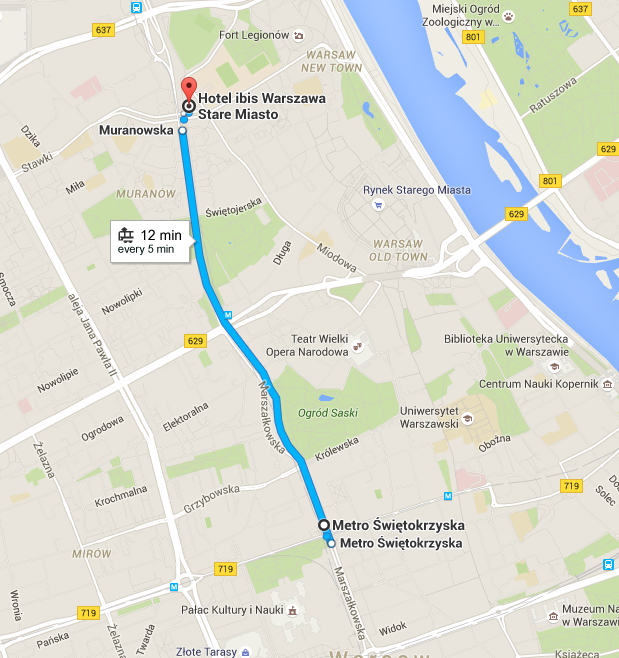 637
Fort Legionów
Miejski Ogród
Zoologiczny w...
801
WARSAW
NEW TOWN
Ratuszowa
Hotel ibis Warszawa
Stare Miasto
Muranowska
Dzika
Stawki
629
Miła
801
MURANÓW
Rynek Starego Miasta
Świętojerska
629
12 min
every 5 min
Długa
Miodowa
WARSAW
OLD TOWN
Smocza
aleja Jana Pawła II
Nowolipki
M
629
Teatr Wielki
Opera Narodowa
Biblioteka Uniwersytecka
w Warszawie
Nowolipie
Marszałkowska
Centrum Nauki Kopernik
Elektoralna
Ogród Saski
Uniwersytet
Warszawski
Ogrodowa
Żelazna
Królewska
Oboźna
Krochmalna
Grzybowska
M
719
Solec
Metro Świętokrzyska
Metro Świętokrzyska
MIRÓW
719
M
Marszałkowska
Wronia
719
Pałac Kultury i Nauki
Widok
Muzeum Na
w Warszawie
Pańska
Żelazna
Twarda
Złote Tarasy
Książęca